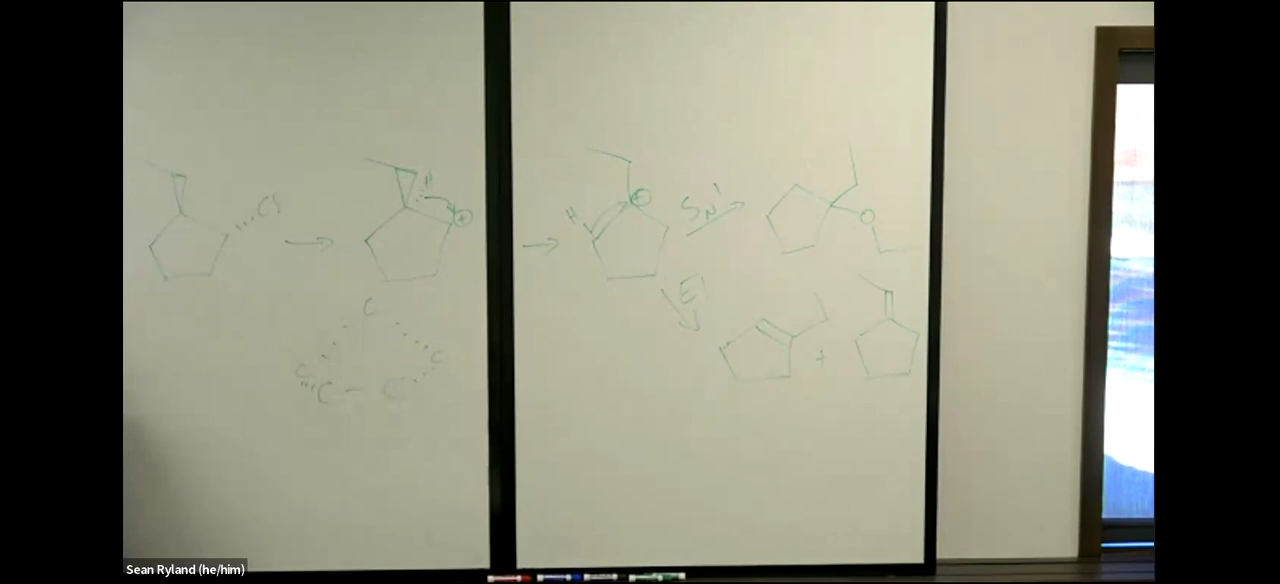 Cl
H
⊕
C
C
C
C - C
H
⊕
SN1
O
E1
+
Sean Ryland (he/him)